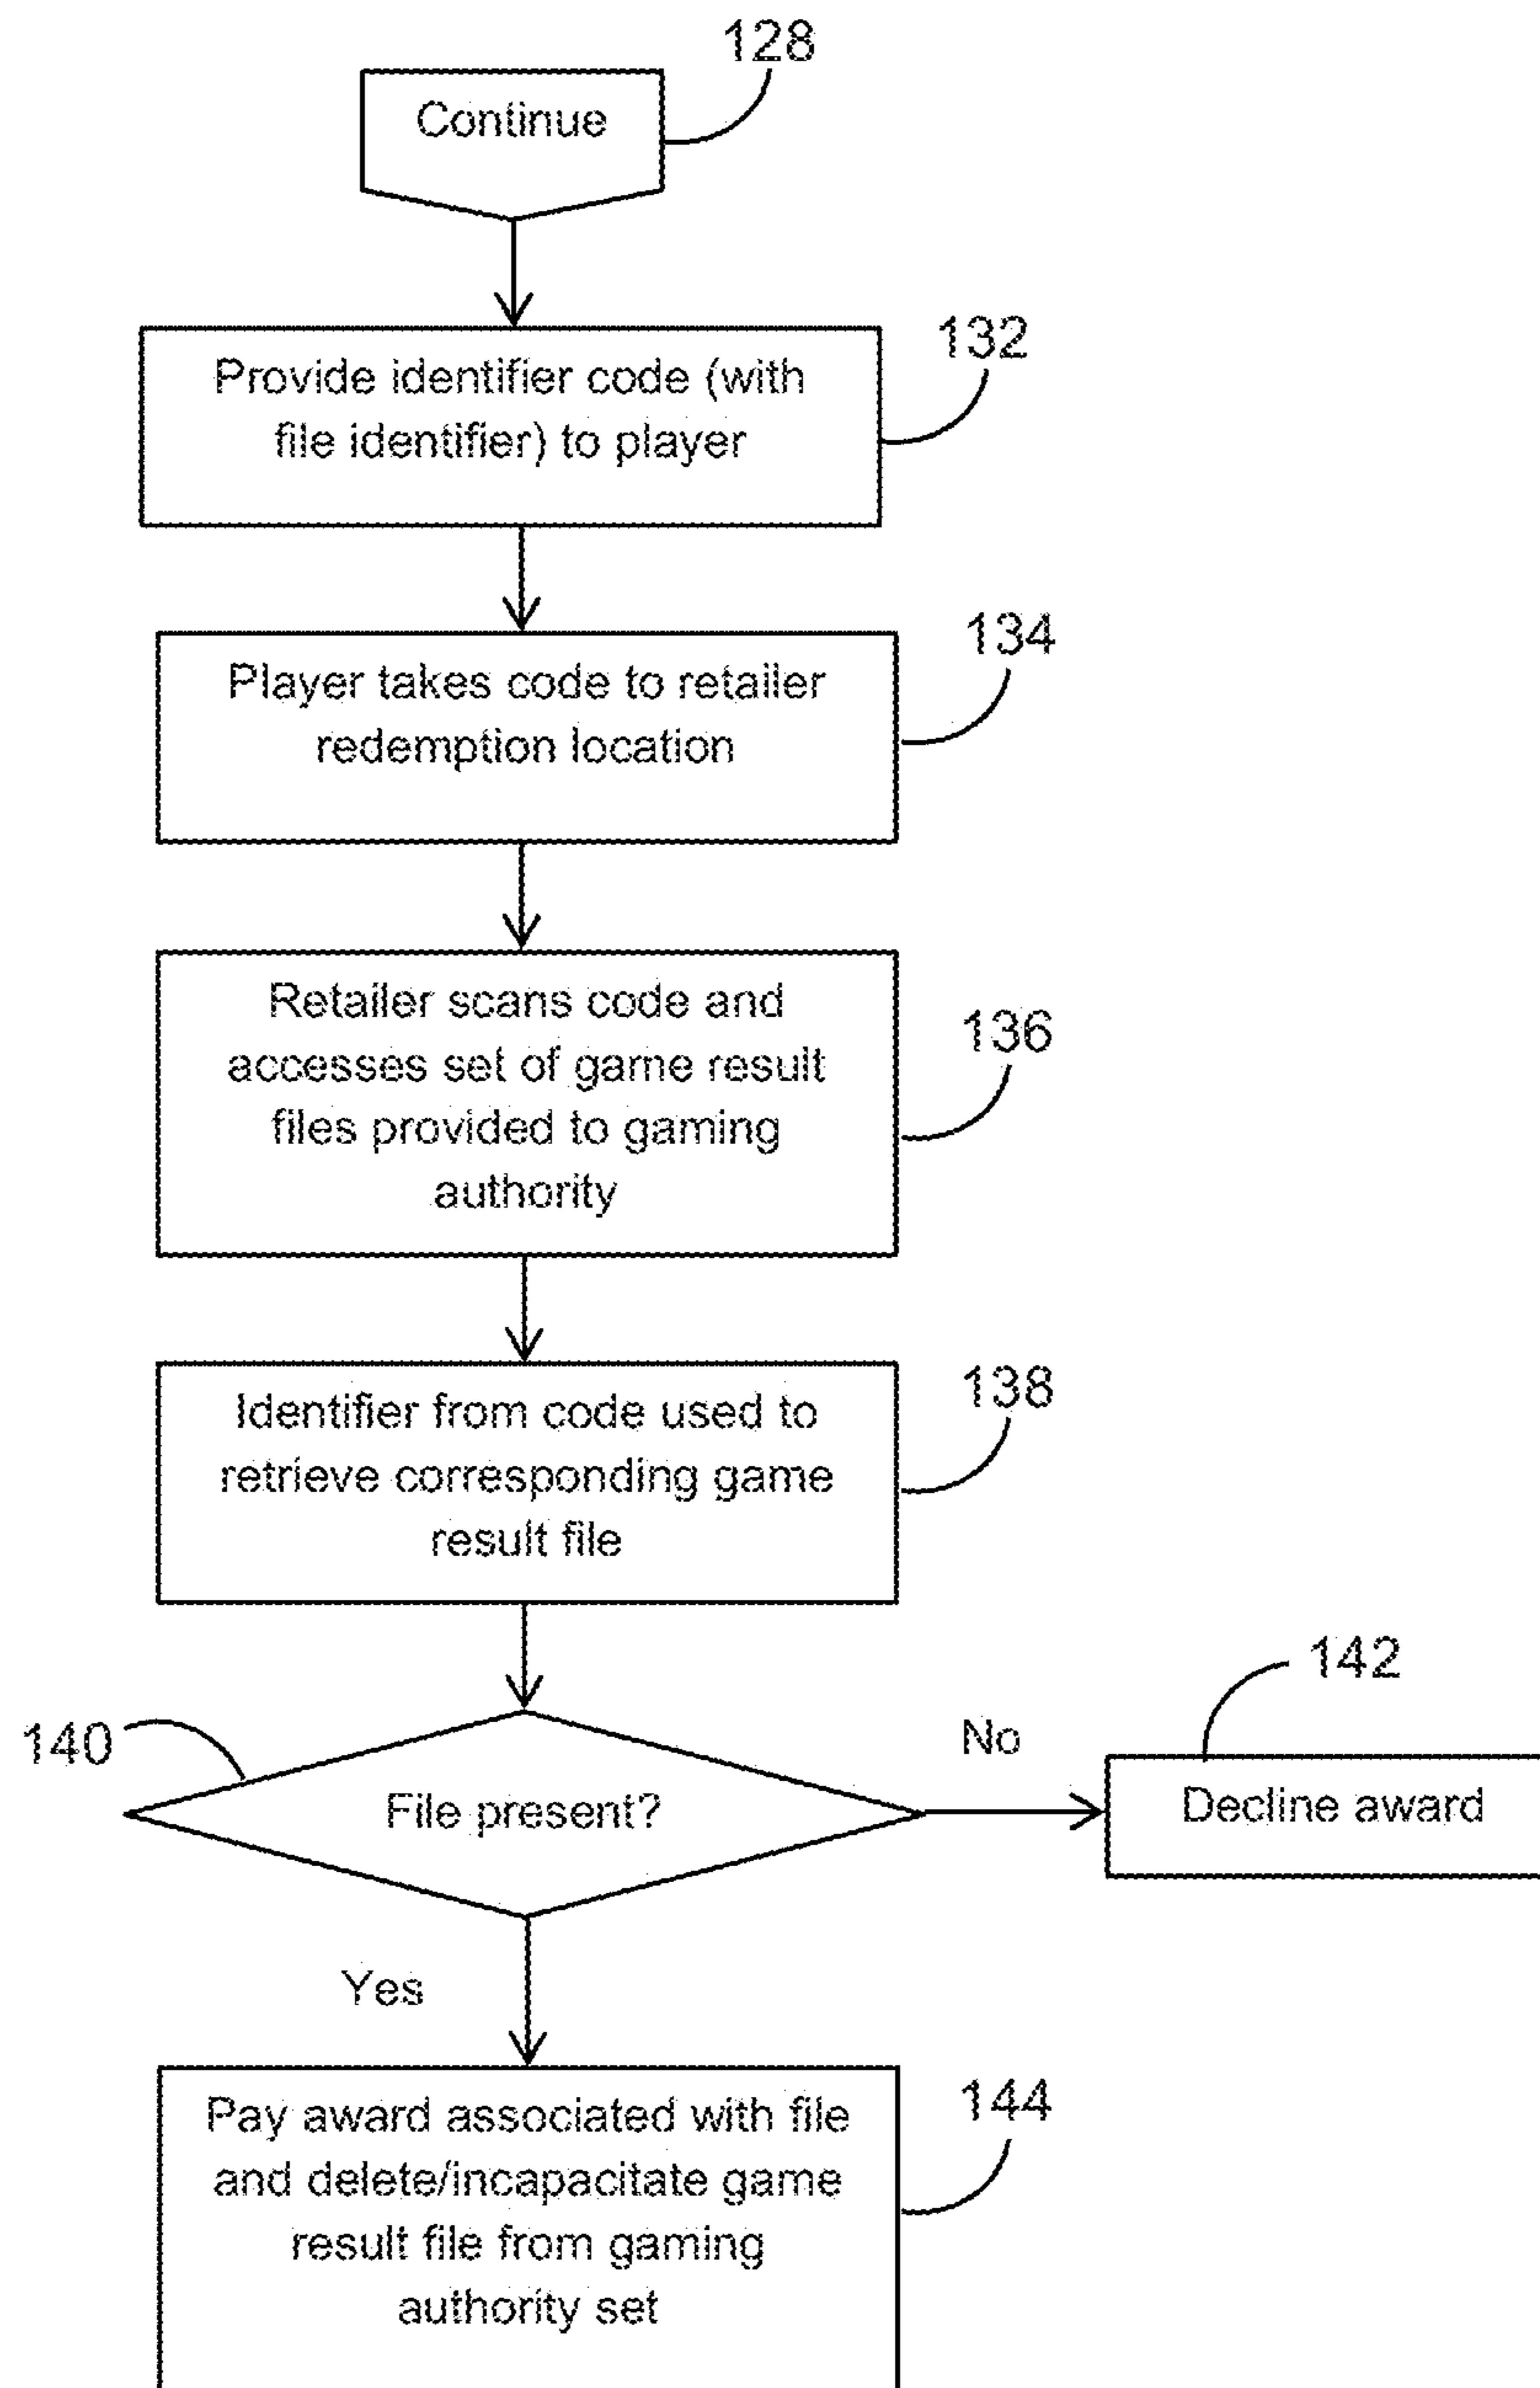 128
Continue
132
Provide identifier code (with
file identifier) to player
134
Player takes code to retailer
redemption location
136
Retailer scans code and
accesses set of game result
files provided to gaming
authority
138
Identifier from code used to
retrieve corresponding game
result file
142
140
No
File present?
Decline award
Yes
144
Pay award associated with file
and delete/incapacitate game
result file from gaming
authority set